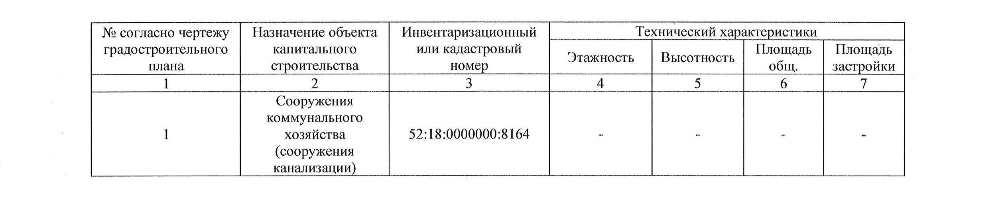 № согласно чертежу
градостроительного
плана
Назначение объекта
капитального
строительства
Инвентаризационный
или кадастровый
номер
Технический характеристики
Этажность
Высотность
Площадь
общ.
Площадь
застройки
1
2
3
4
5
6
7
1
Сооружения
коммунального
хозяйства
(сооружения
канализации)
52:18:0000000:8164
-
-
-
-